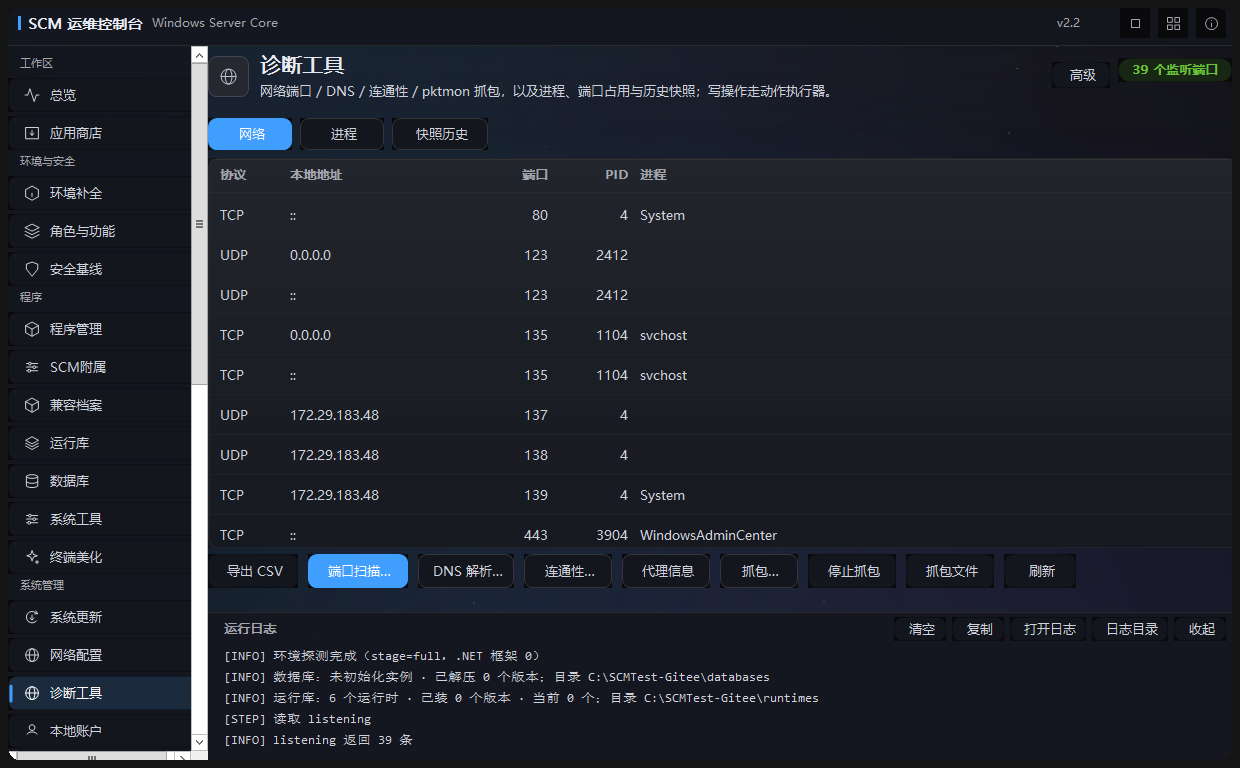 SCM 运维控制台 Windows Server Core v2.2
工作区
总览
应用商店
环境与安全
环境补全
角色与功能
安全基线
程序
程序管理
SCM附属
兼容档案
运行库
数据库
系统工具
终端美化
系统管理
系统更新
网络配置
诊断工具
本地账户
诊断工具
网络端口 / DNS / 连通性 / pktmon 抓包，以及进程、端口占用与历史快照；写操作走动作执行器。
高级 39 个监听端口
网络 进程 快照历史
协议 本地地址 端口 PID 进程
TCP :: 80 4 System
UDP 0.0.0.0 123 2412
UDP :: 123 2412
TCP 0.0.0.0 135 1104 svchost
TCP :: 135 1104 svchost
UDP 172.29.183.48 137 4
UDP 172.29.183.48 138 4
TCP 172.29.183.48 139 4 System
TCP :: 443 3904 WindowsAdminCenter
导出 CSV 端口扫描... DNS 解析... 连通性... 代理信息 抓包... 停止抓包 抓包文件 刷新
运行日志 清空 复制 打开日志 日志目录 收起
[INFO] 环境探测完成（stage=full，.NET 框架 0）
[INFO] 数据库：未初始化实例 · 已解压 0 个版本；目录 C:\SCMTest-Gitee\databases
[INFO] 运行库：6 个运行时 · 已装 0 个版本 · 当前 0 个；目录 C:\SCMTest-Gitee\runtimes
[STEP] 读取 listening
[INFO] listening 返回 39 条